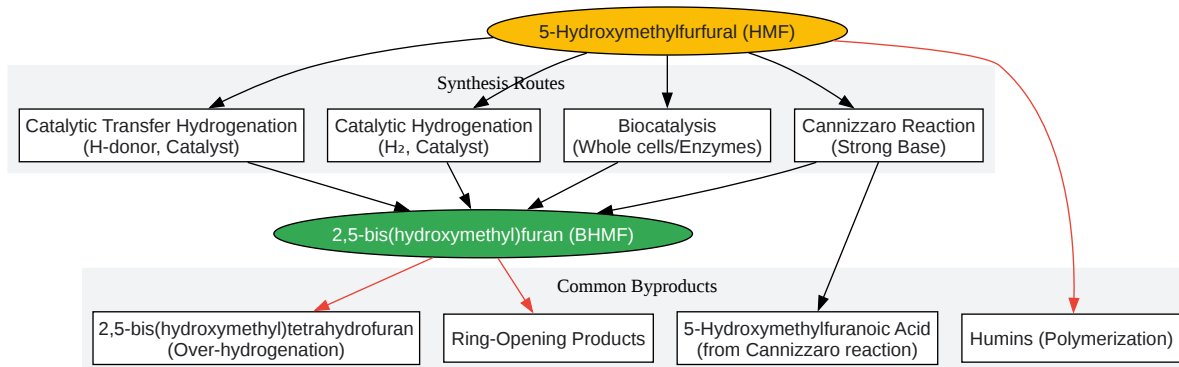 5-Hydroxymethylfurfural (HMF)
Synthesis Routes
Catalytic Transfer Hydrogenation
(H-donor, Catalyst)
Catalytic Hydrogenation
(H₂, Catalyst)
Biocatalysis
(Whole cells/Enzymes)
Cannizzaro Reaction
(Strong Base)
2,5-bis(hydroxymethyl)furan (BHMF)
Common Byproducts
2,5-bis(hydroxymethyl)tetrahydrofuran
(Over-hydrogenation)
Ring-Opening Products
5-Hydroxymethylfuranoic Acid
(from Cannizzaro reaction)
Humins (Polymerization)